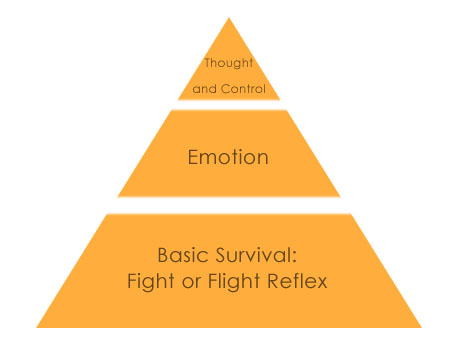 Thought
and Control
Emotion
Basic Survival:
Fight or Flight Reflex